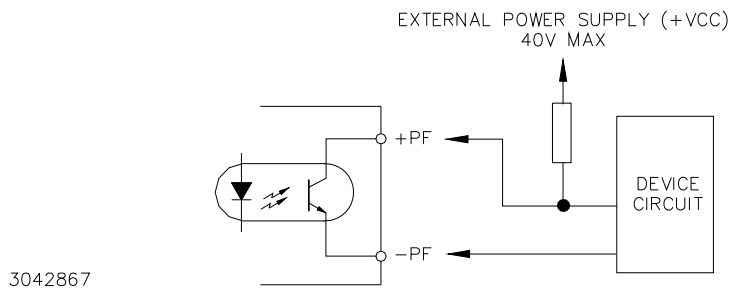 EXTERNAL POWER SUPPLY (+VCC)
40V MAX
+PF
DEVICE
CIRCUIT
-PF
3042867